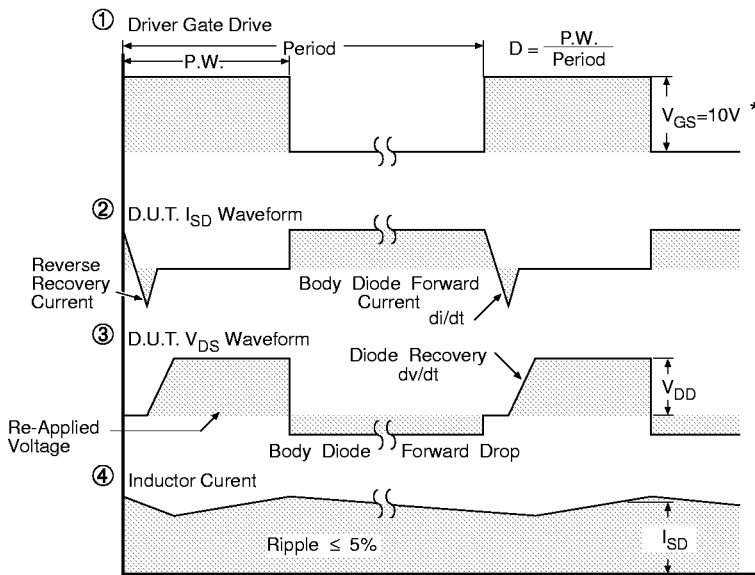 ① Driver Gate Drive
P.W.
Period
D = P.W.
Period
VGS=10V *
② D.U.T. ISD Waveform
Reverse
Recovery
Current
Body Diode Forward
Current
di/dt
③ D.U.T. VDS Waveform
Diode Recovery
dv/dt
VDD
Re-Applied
Voltage
Body Diode Forward Drop
④ Inductor Curent
Ripple ≤ 5%
ISD